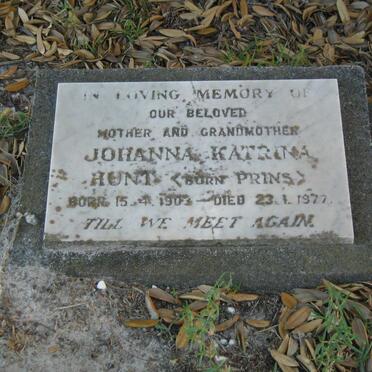 IN LOVING MEMORY OF
OUR BELOVED
MOTHER AND GRANDMOTHER
JOHANNA KATRINA
HUNT (BORN PRINS)
BORN 15.4.1903 – DIED 23.1.1977
TILL WE MEET AGAIN.